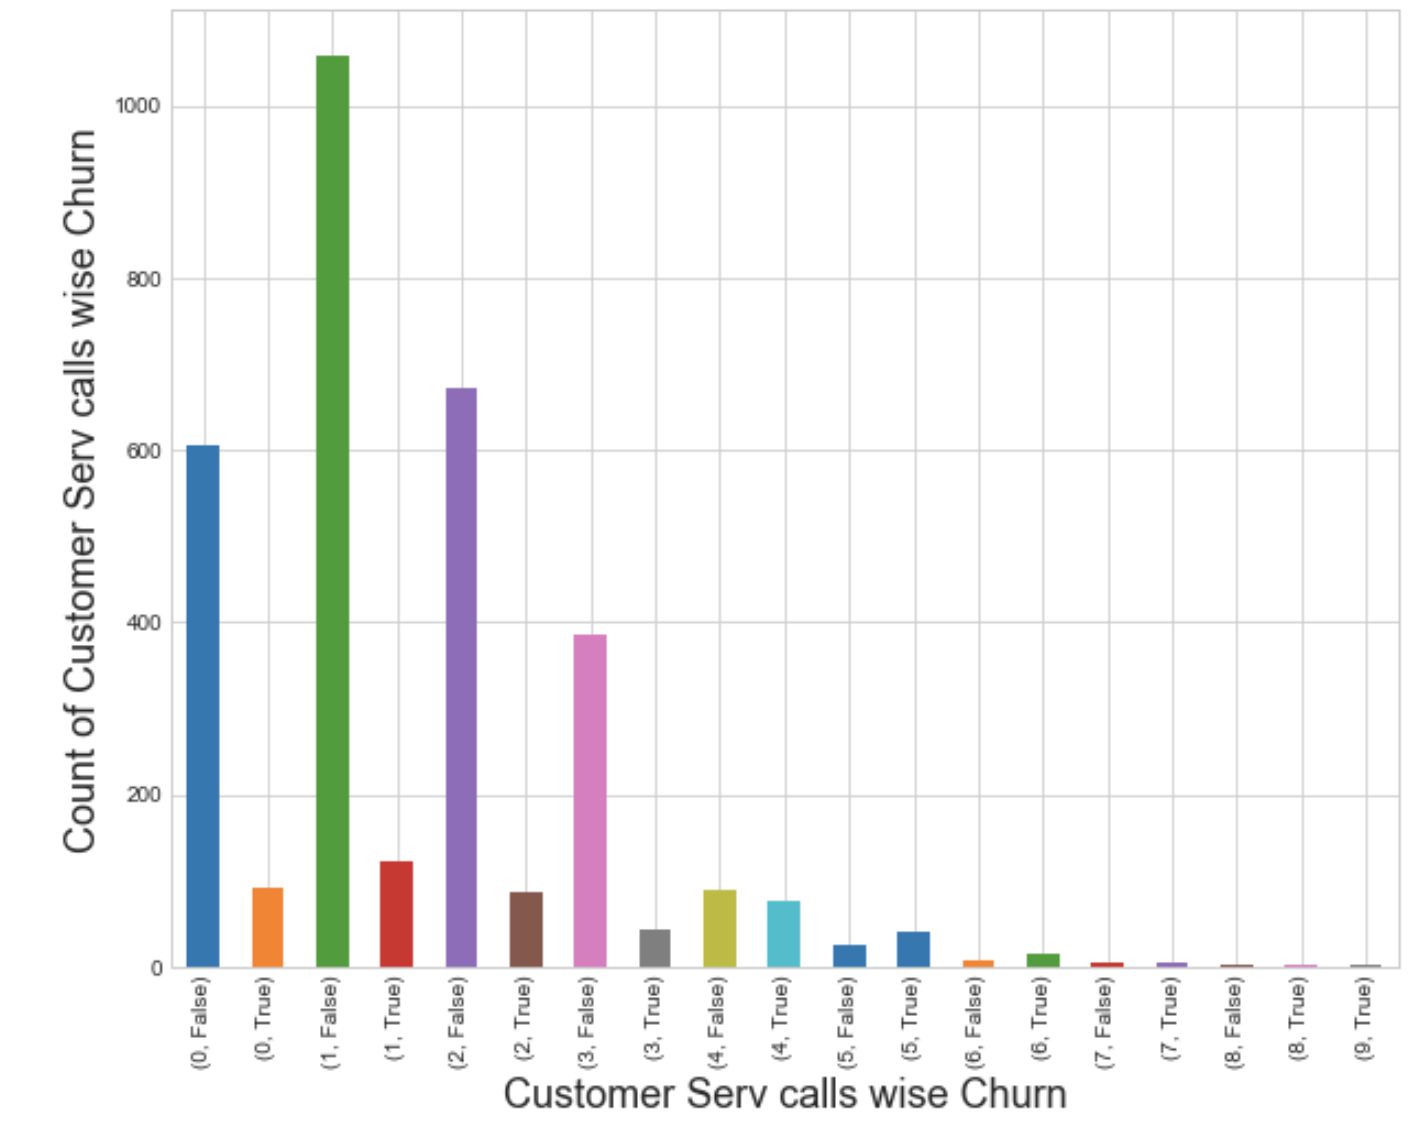 Count of Customer Serv calls wise Churn
1000
800
600
400
200
0
(0, False)
(0, True)
(1, False)
(1, True)
(2, False)
(2, True)
(3, False)
(3, True)
(4, False)
(4, True)
(5, False)
(5, True)
(6, False)
(6, True)
(7, False)
(7, True)
(8, False)
(8, True)
(9, True)
Customer Serv calls wise Churn